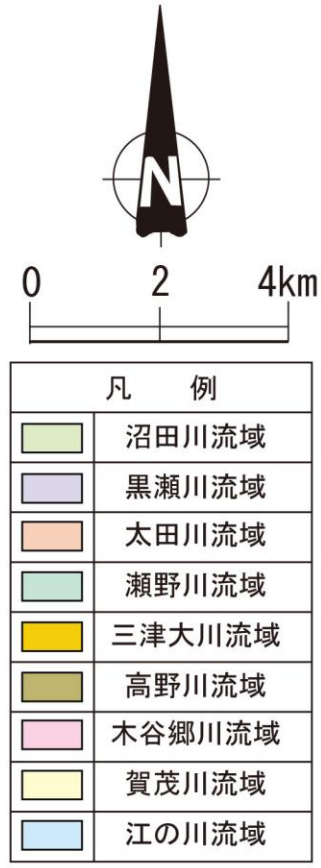 N
0 2 4km
凡 例
沼田川流域
黒瀬川流域
太田川流域
瀬野川流域
三津大川流域
高野川流域
木谷郷川流域
賀茂川流域
江の川流域